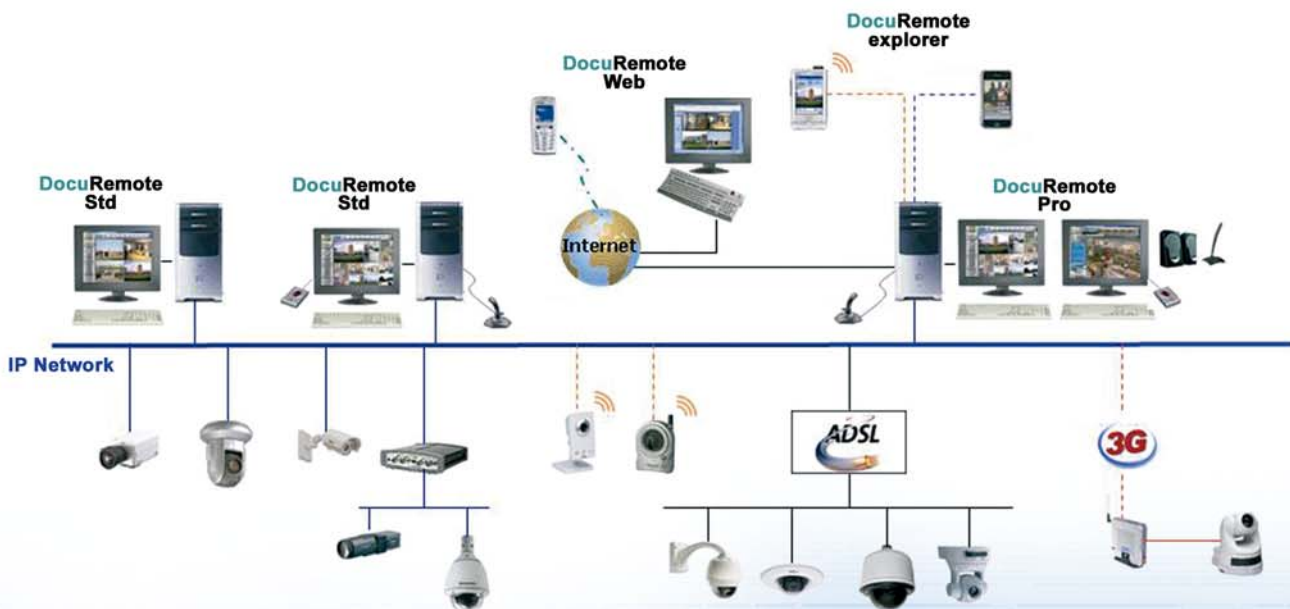 DocuRemote
explorer
DocuRemote
Web
DocuRemote
Std
DocuRemote
Std
DocuRemote
Pro
Internet
IP Network
ADSL
3G